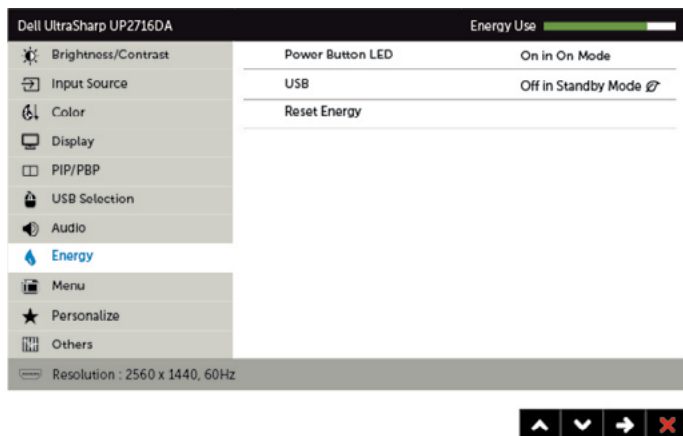 Dell UltraSharp UP2716DA Energy Use
Brightness/Contrast Power Button LED On in On Mode
Input Source USB Off in Standby Mode
Color Reset Energy
Display
PIP/PBP
USB Selection
Audio
Energy
Menu
Personalize
Others
Resolution : 2560 x 1440, 60Hz